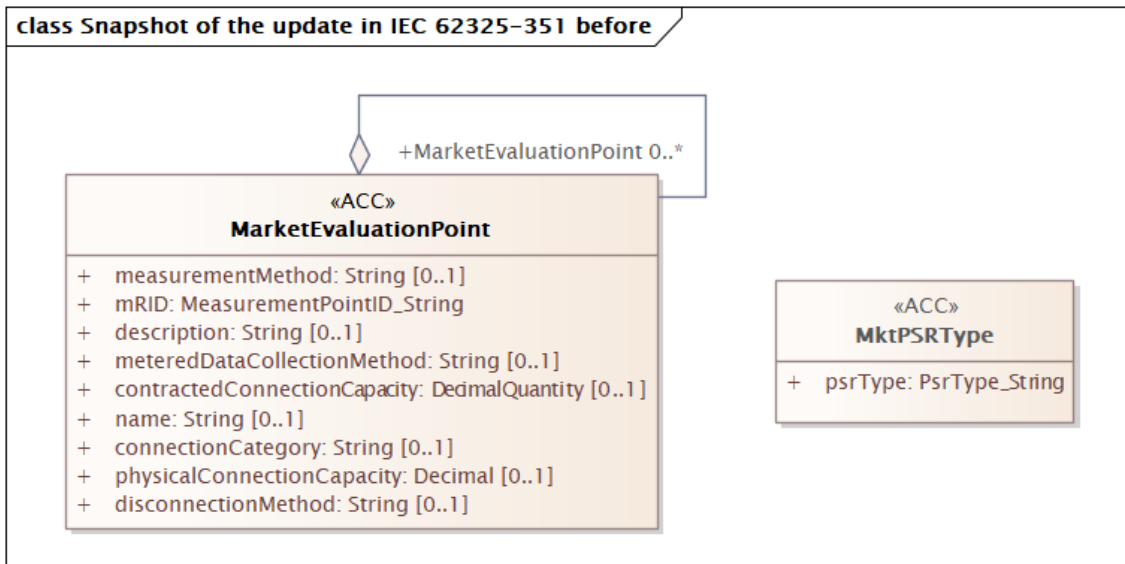 class Snapshot of the update in IEC 62325-351 before
+MarketEvaluationPoint 0..*
«ACC»
MarketEvaluationPoint
+ measurementMethod: String [0..1]
+ mRID: MeasurementPointID_String
+ description: String [0..1]
+ meteredDataCollectionMethod: String [0..1]
+ contractedConnectionCapacity: DecimalQuantity [0..1]
+ name: String [0..1]
+ connectionCategory: String [0..1]
+ physicalConnectionCapacity: Decimal [0..1]
+ disconnectionMethod: String [0..1]
«ACC»
MktPSRType
+ psrType: PsrType_String